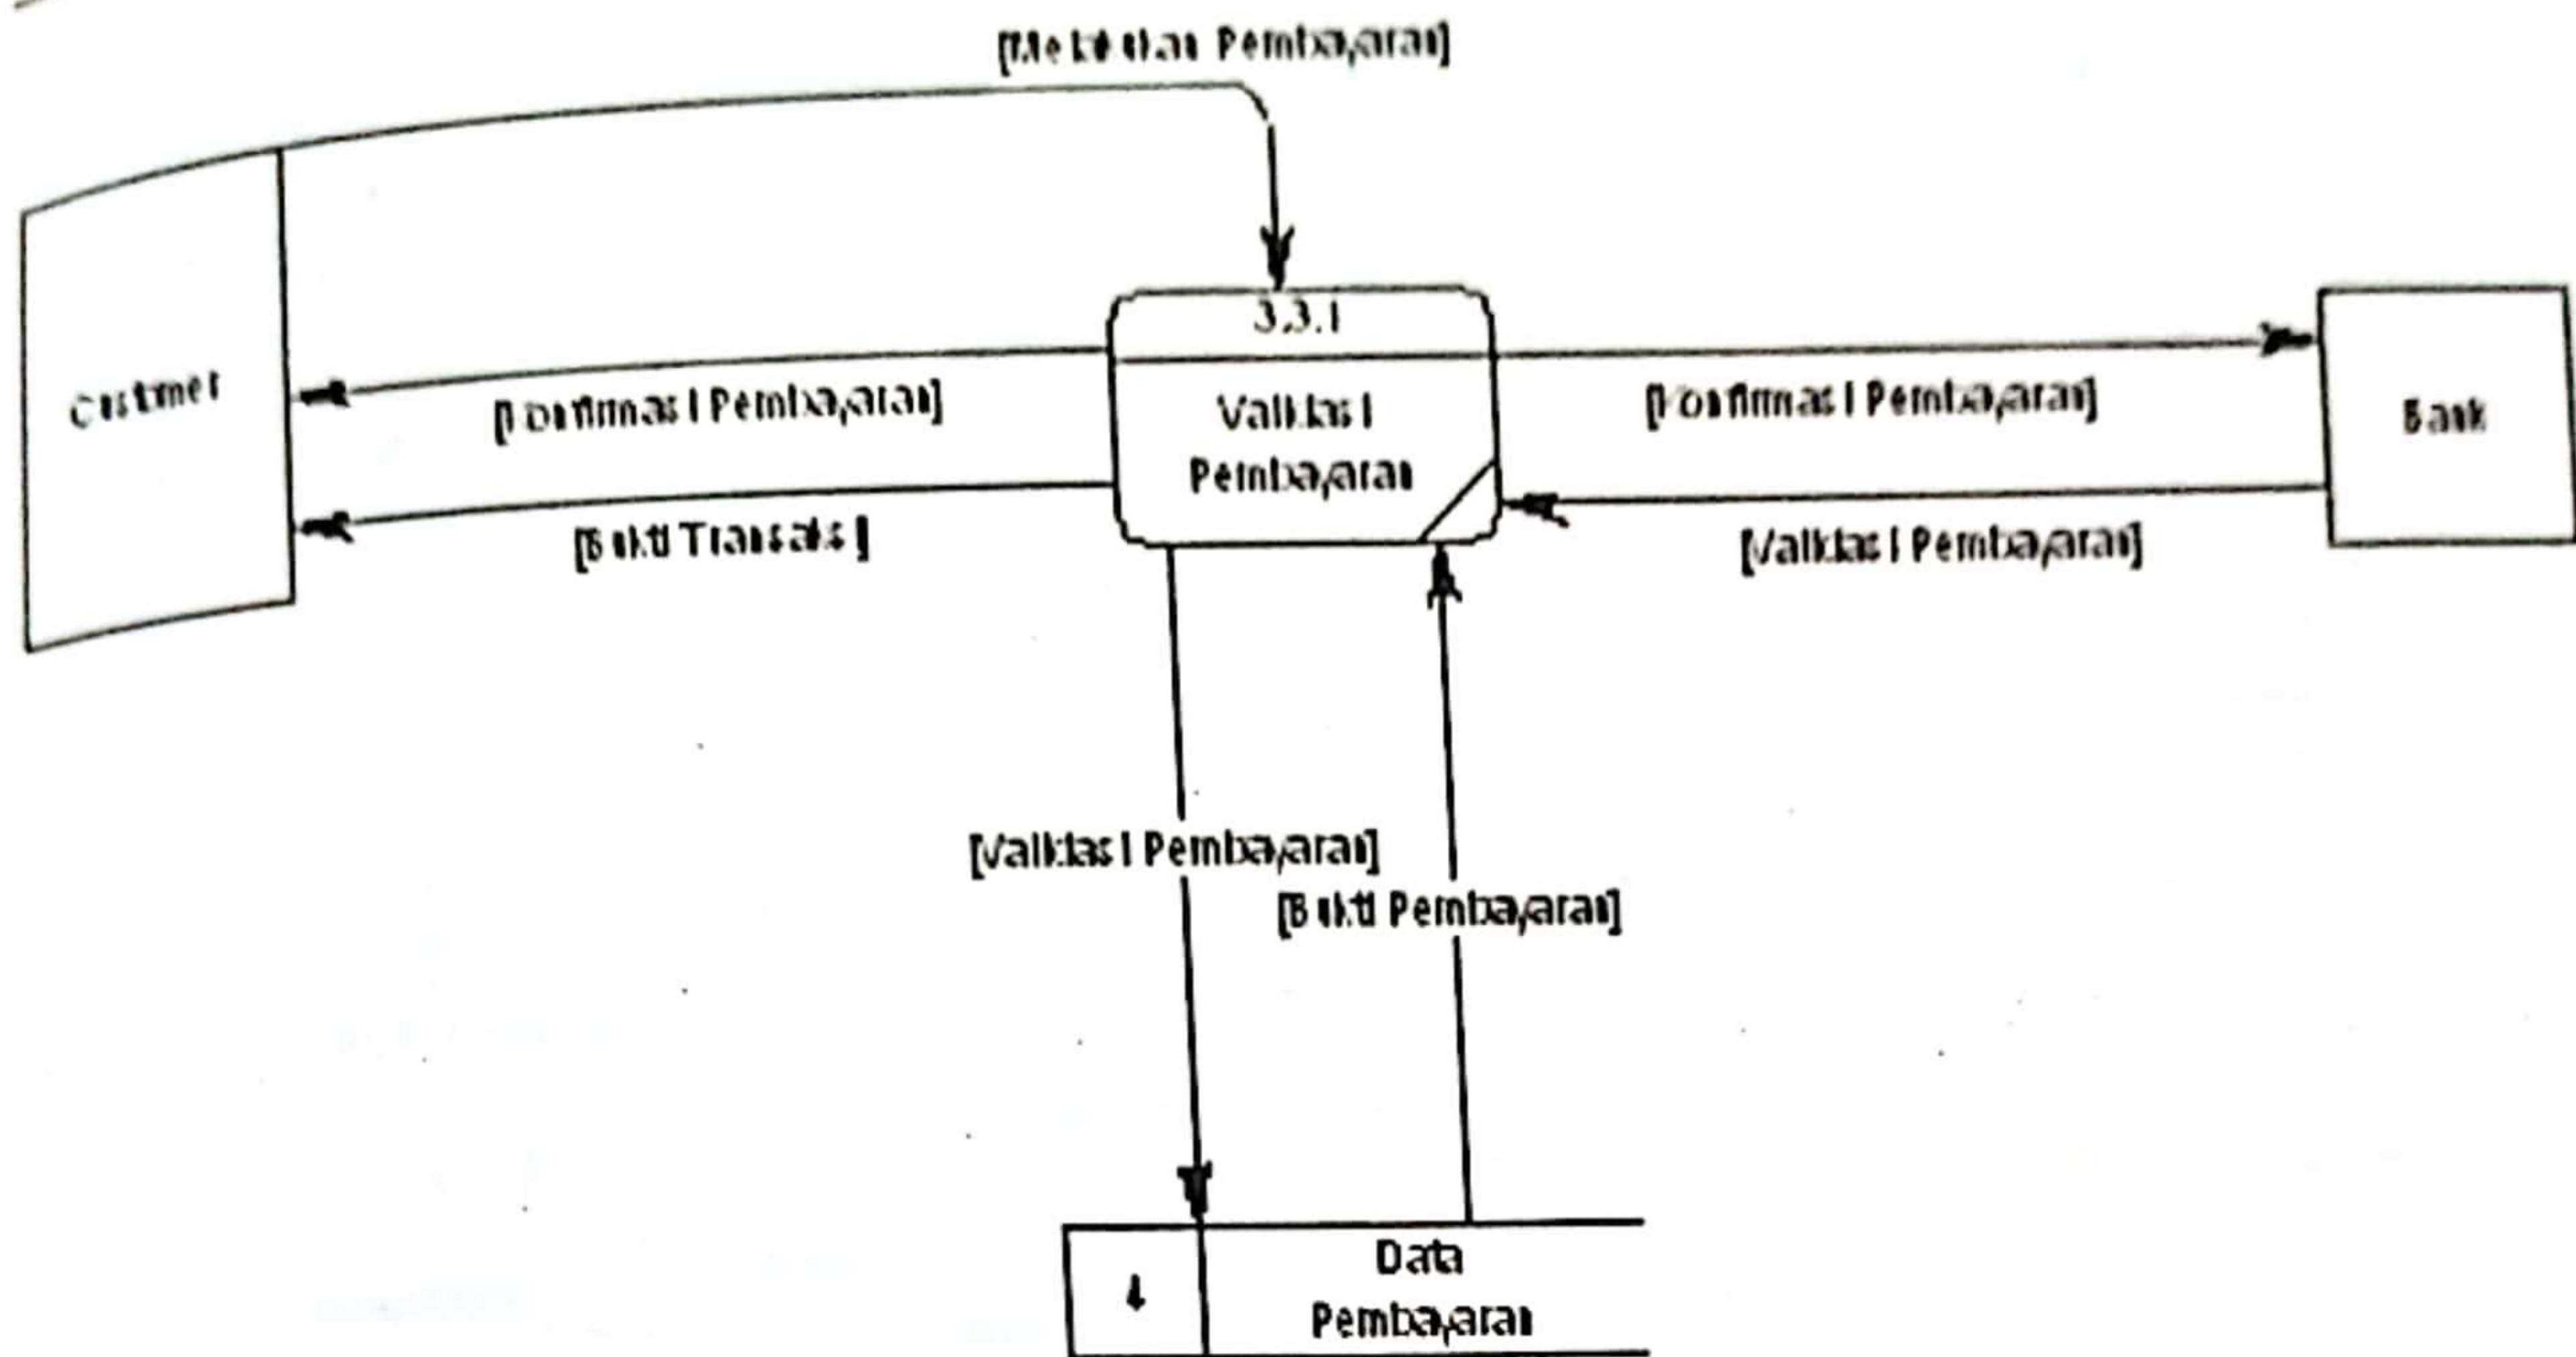 [Melakukan Pembayaran]
3.3.1
Customer
[Konfirmasi Pembayaran]
Validasi
Pembayaran
[Konfirmasi Pembayaran]
Bank
[Bukti Transaksi]
[Validasi Pembayaran]
[Validasi Pembayaran]
[Bukti Pembayaran]
4
Data
Pembayaran